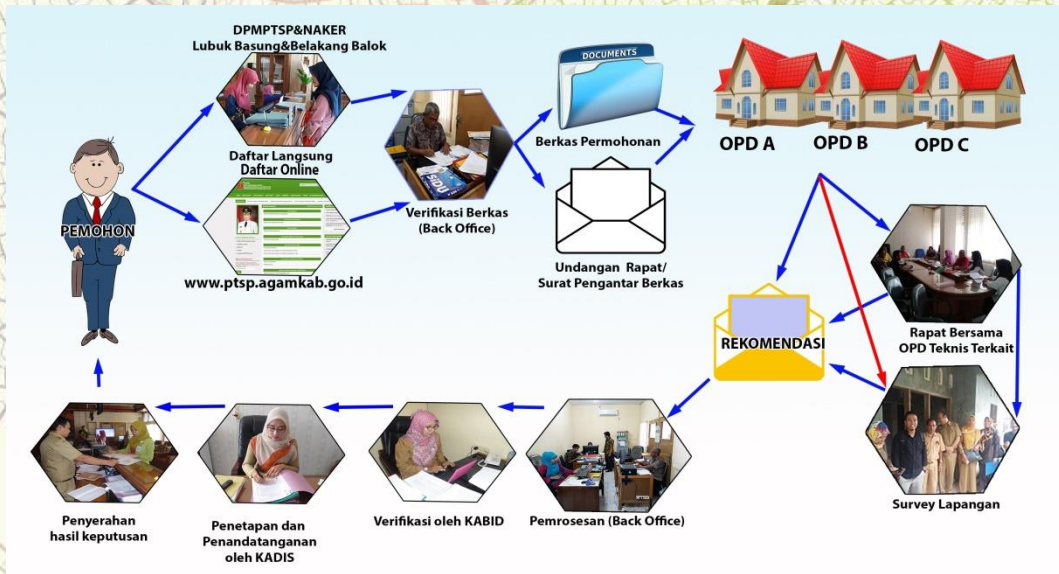 DPMPTSP&NAKER
Lubuk Basung&Belakang Balok
Daftar Langsung
Daftar Online
www.ptsp.agamkab.go.id
PEMOHON
Verifikasi Berkas
(Back Office)
SiDU
DOCUMENTS
Berkas Permohonan
Undangan Rapat/
Surat Pengantar Berkas
OPD A
OPD B
OPD C
Rapat Bersama
OPD Teknis Terkait
REKOMENDASI
Survey Lapangan
Pemrosesan (Back Office)
Verifikasi oleh KABID
Penetapan dan
Penandatanganan
oleh KADIS
Penyerahan
hasil keputusan